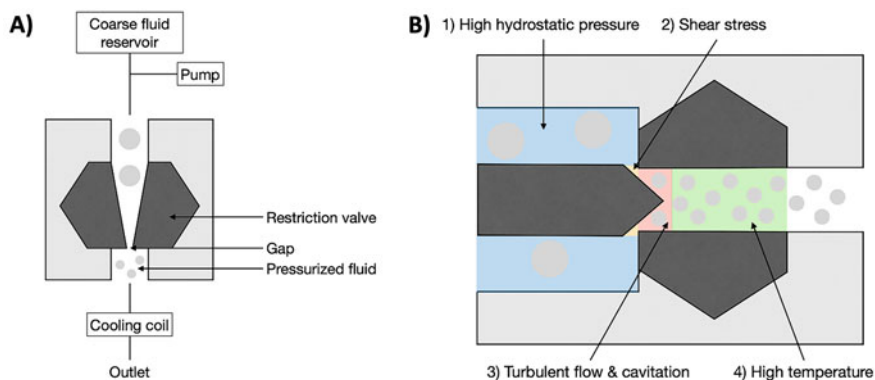 A)
Coarse fluid
reservoir
Pump
Restriction valve
Gap
Pressurized fluid
Cooling coil
Outlet
B)
1) High hydrostatic pressure
2) Shear stress
3) Turbulent flow & cavitation
4) High temperature